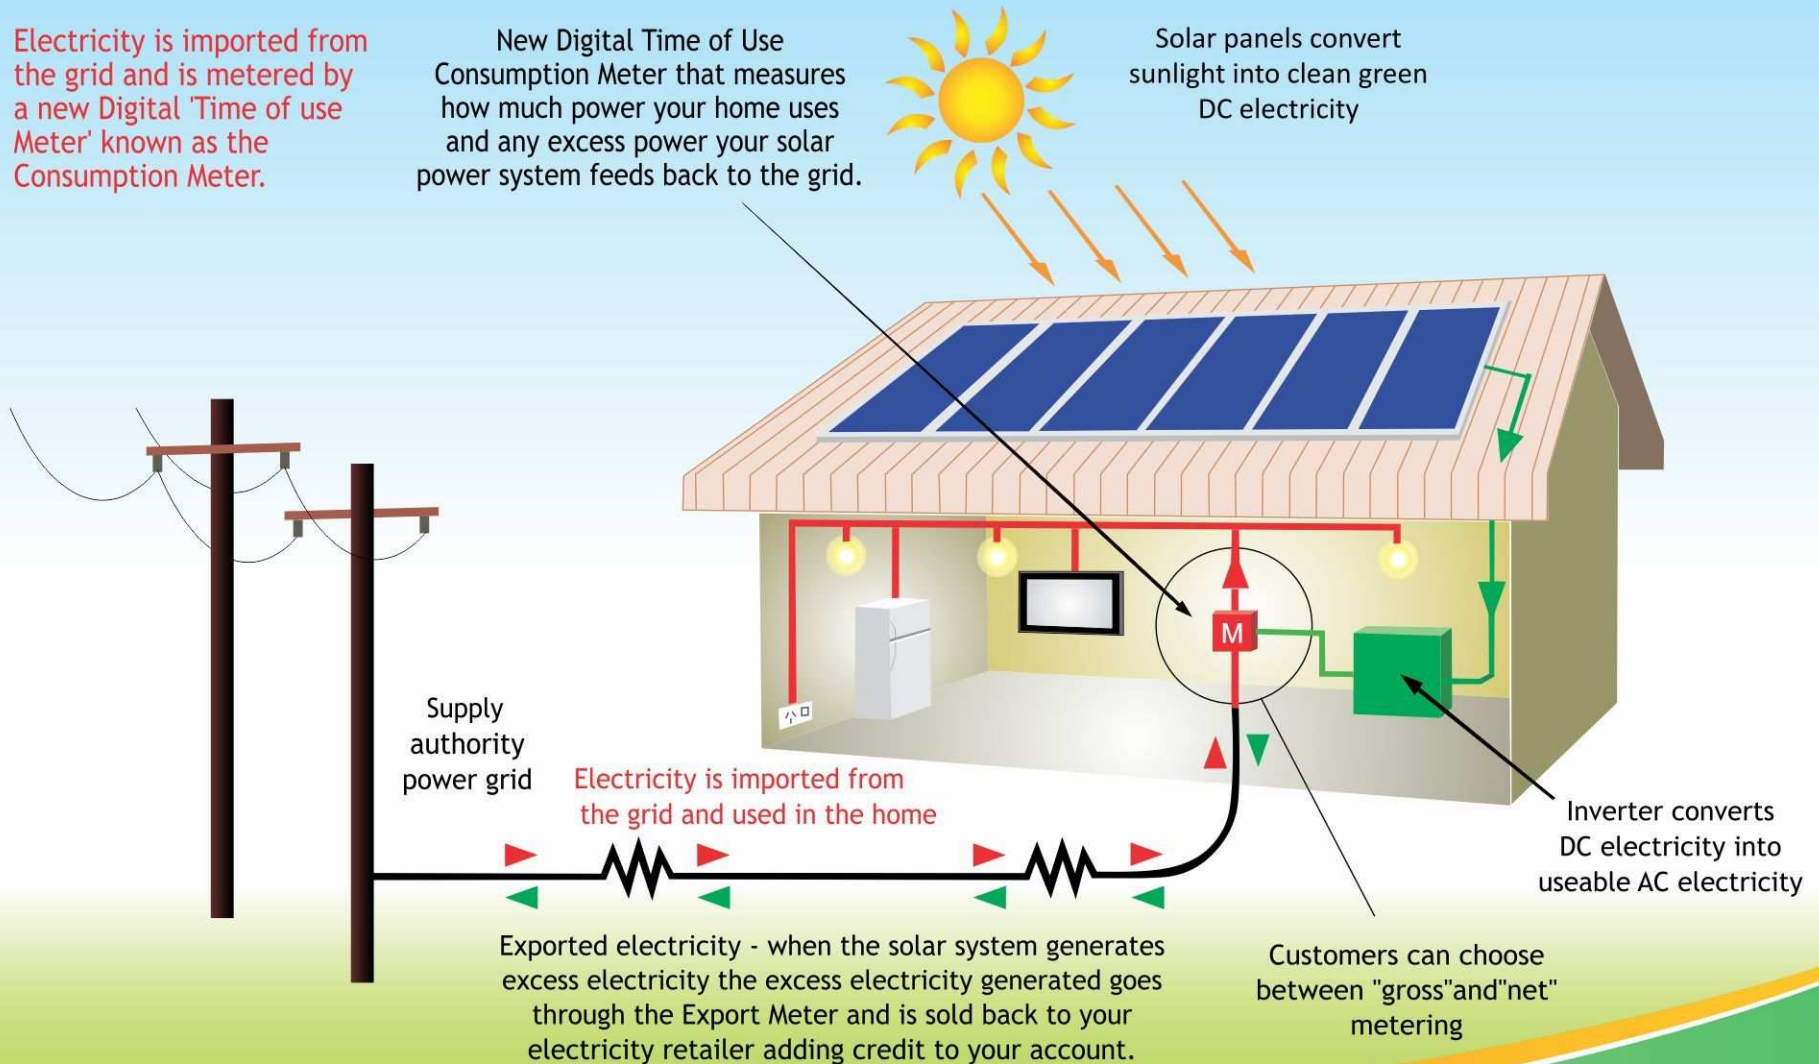 Electricity is imported from
the grid and is metered by
a new Digital 'Time of use
Meter' known as the
Consumption Meter.
New Digital Time of Use
Consumption Meter that measures
how much power your home uses
and any excess power your solar
power system feeds back to the grid.
Solar panels convert
sunlight into clean green
DC electricity
M
Supply
authority
power grid
Electricity is imported from
the grid and used in the home
Inverter converts
DC electricity into
useable AC electricity
Exported electricity - when the solar system generates
excess electricity the excess electricity generated goes
through the Export Meter and is sold back to your
electricity retailer adding credit to your account.
Customers can choose
between "gross"and"net"
metering